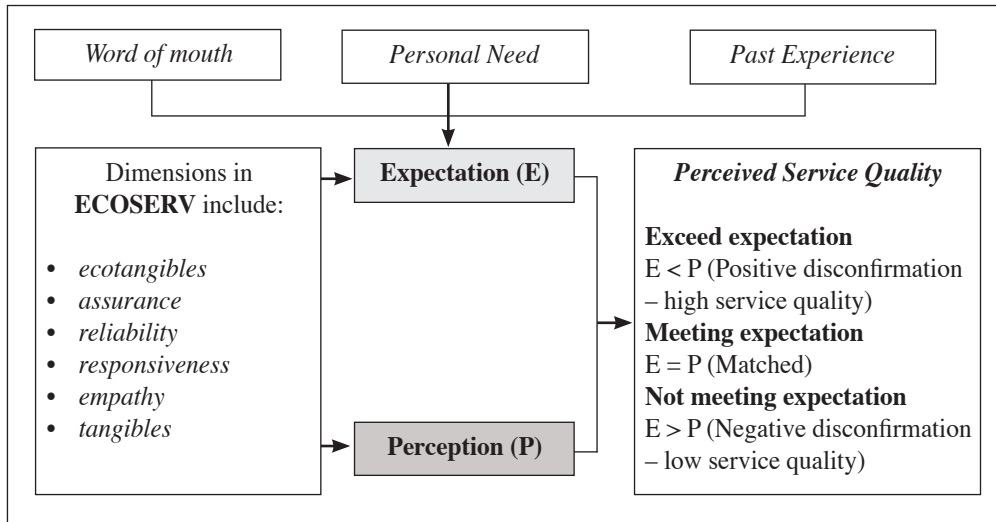 Word of mouth
Personal Need
Past Experience
Dimensions in
ECOSERV include:
• ecotangibles
• assurance
• reliability
• responsiveness
• empathy
• tangibles
Expectation (E)
Perception (P)
Perceived Service Quality
Exceed expectation
E < P (Positive disconfirmation
– high service quality)
Meeting expectation
E = P (Matched)
Not meeting expectation
E > P (Negative disconfirmation
– low service quality)